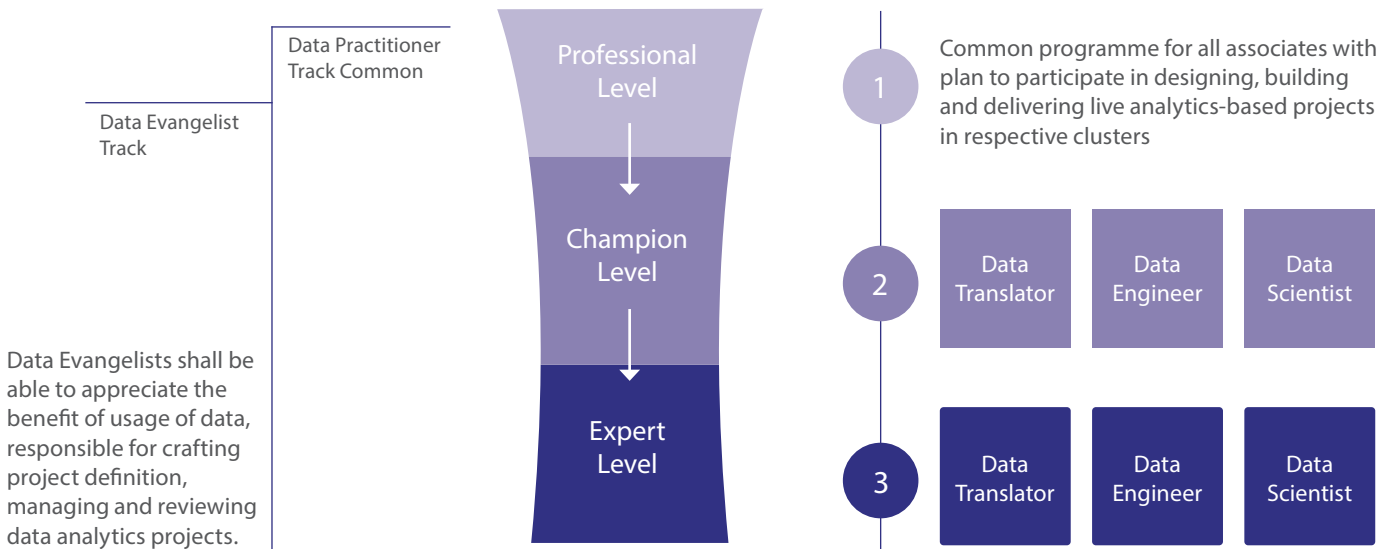 Data Practitioner
Track Common
Data Evangelist
Track
Data Evangelists shall be
able to appreciate the
benefit of usage of data,
responsible for crafting
project definition,
managing and reviewing
data analytics projects.
Professional
Level
Champion
Level
Expert
Level
1
Common programme for all associates with
plan to participate in designing, building
and delivering live analytics-based projects
in respective clusters
2
Data
Translator
Data
Engineer
Data
Scientist
3
Data
Translator
Data
Engineer
Data
Scientist